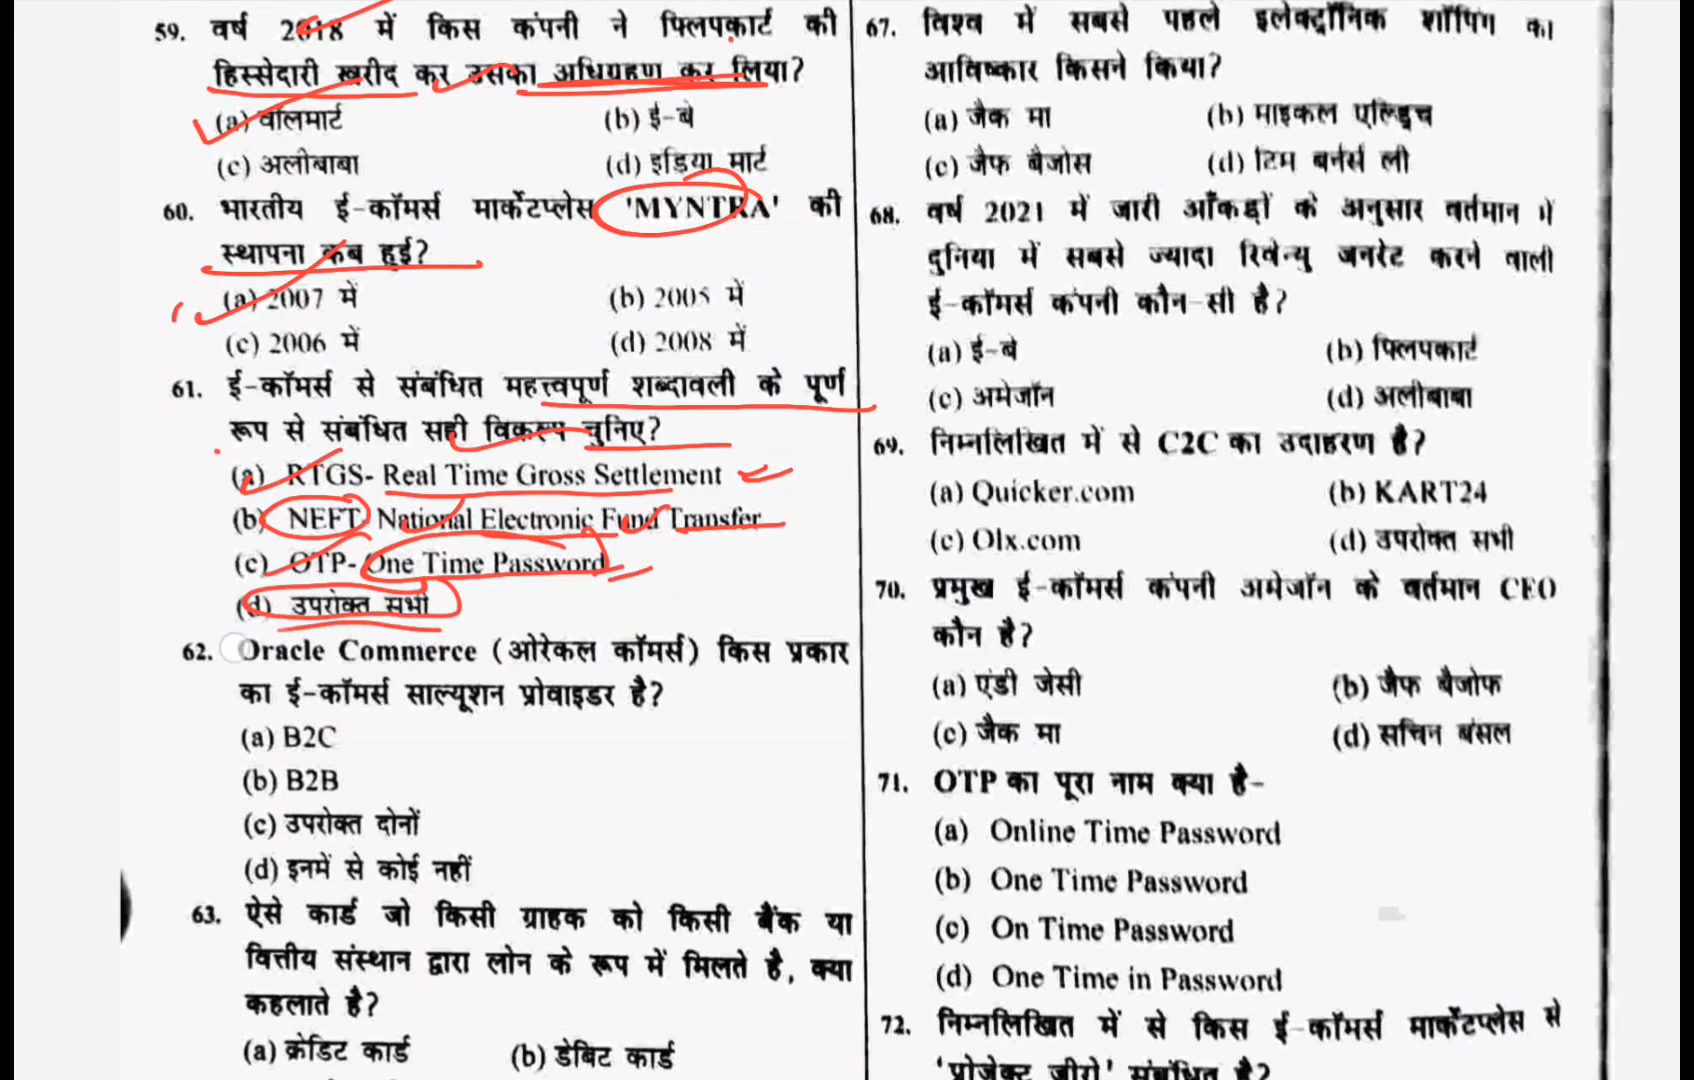 59. वर्ष 2018 में किस कंपनी ने फ्लिपकार्ट की
हिस्सेदारी खरीद कर उसका अधिग्रहण कर लिया?
(a) वॉलमार्ट (b) ई-बे
(c) अलीबाबा (d) इंडिया मार्ट
60. भारतीय ई-कॉमर्स मार्केटप्लेस 'MYNTRA' की
स्थापना कब हुई?
(a) 2007 में (b) 2005 में
(c) 2006 में (d) 2008 में
61. ई-कॉमर्स से संबंधित महत्त्वपूर्ण शब्दावली के पूर्ण
रूप से संबंधित सही विकल्प चुनिए?
(a) RTGS- Real Time Gross Settlement
(b) NEFT- National Electronic Fund Transfer
(c) OTP- One Time Password
(d) उपरोक्त सभी
62. Oracle Commerce (ओरेकल कॉमर्स) किस प्रकार
का ई-कॉमर्स साल्यूशन प्रोवाइडर है?
(a) B2C
(b) B2B
(c) उपरोक्त दोनों
(d) इनमें से कोई नहीं
63. ऐसे कार्ड जो किसी ग्राहक को किसी बैंक या
वित्तीय संस्थान द्वारा लोन के रूप में मिलते है, क्या
कहलाते है?
(a) क्रेडिट कार्ड (b) डेबिट कार्ड
67. विश्व में सबसे पहले इलेक्ट्रॉनिक शॉपिंग का
आविष्कार किसने किया?
(a) जैक मा (b) माइकल एल्ड्रिच
(c) जैफ बैजोस (d) टिम बर्नर्स ली
68. वर्ष 2021 में जारी आँकड़ों के अनुसार वर्तमान में
दुनिया में सबसे ज्यादा रिवेन्यु जनरेट करने वाली
ई-कॉमर्स कंपनी कौन-सी है?
(a) ई-बे (b) फ्लिपकार्ट
(c) अमेजॉन (d) अलीबाबा
69. निम्नलिखित में से C2C का उदाहरण है?
(a) Quicker.com (b) KART24
(c) Olx.com (d) उपरोक्त सभी
70. प्रमुख ई-कॉमर्स कंपनी अमेजॉन के वर्तमान CEO
कौन है?
(a) एंडी जेसी (b) जैफ बैजोफ
(c) जैक मा (d) सचिन बंसल
71. OTP का पूरा नाम क्या है-
(a) Online Time Password
(b) One Time Password
(c) On Time Password
(d) One Time in Password
72. निम्नलिखित में से किस ई-कॉमर्स मार्केटप्लेस से
'प्रोजेक्ट जीरो' संबंधित है?